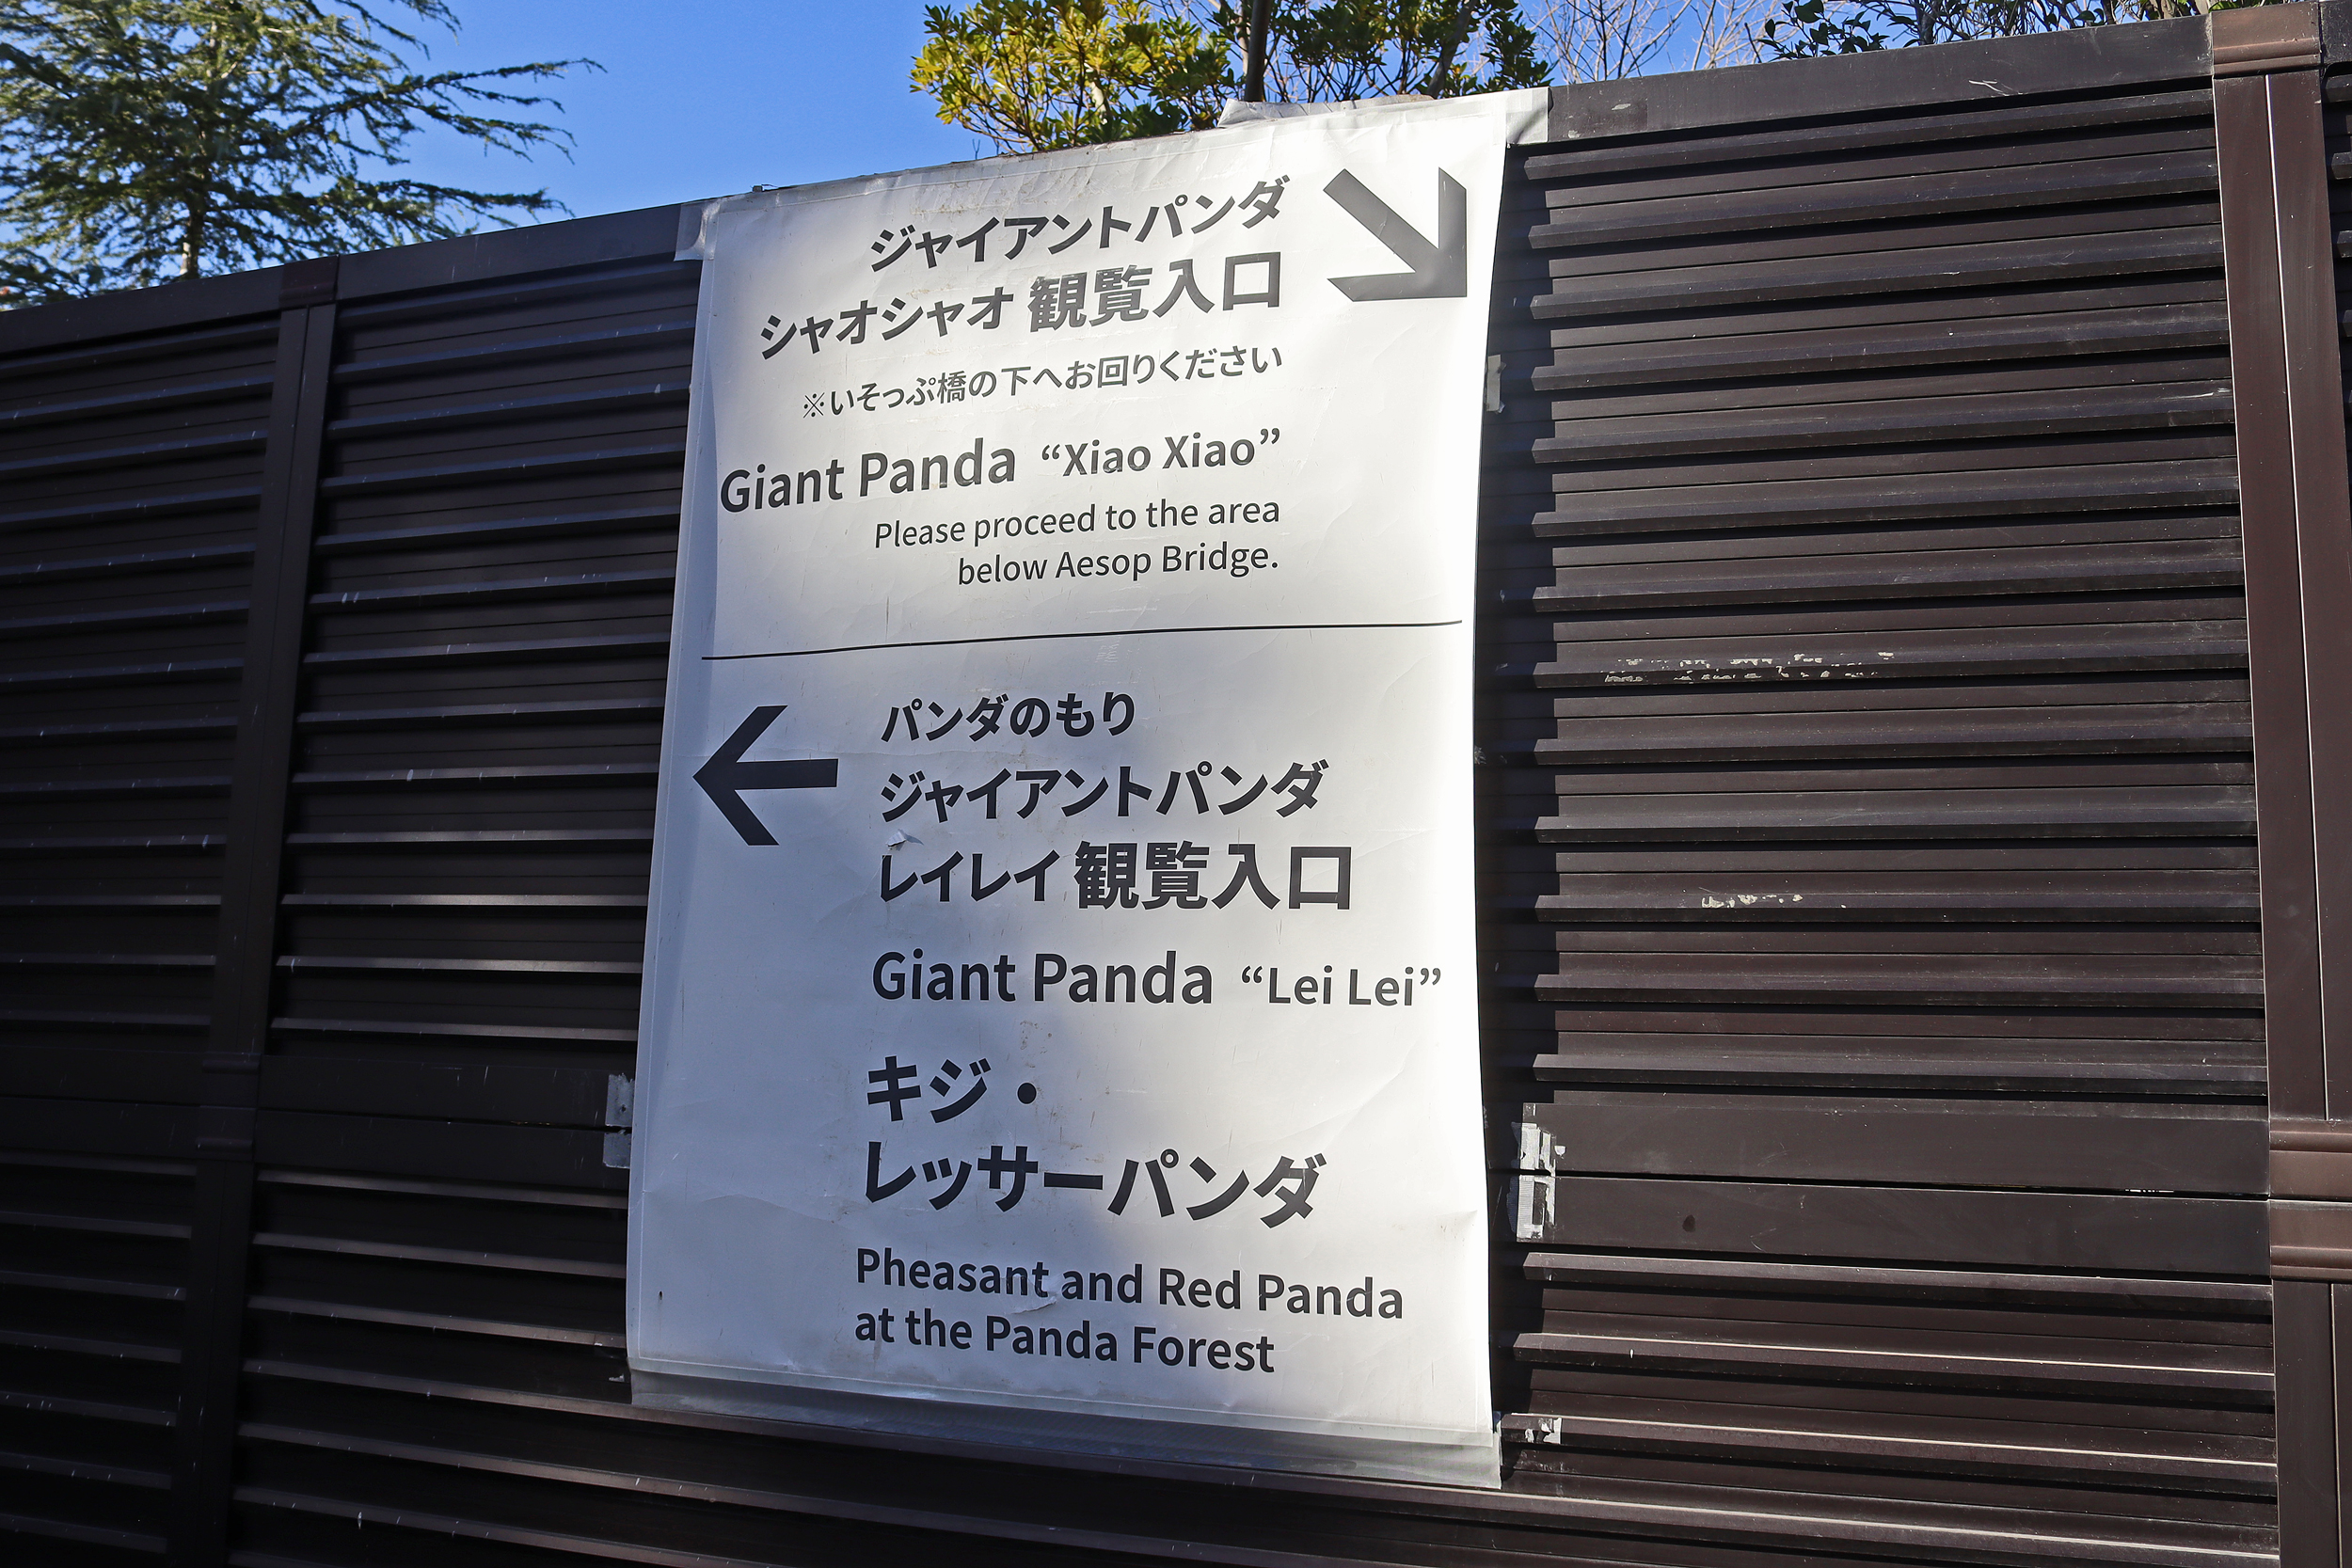 ジャイアントパンダ
シャオシャオ 観覧入口
※いそっぷ橋の下へお回りください
Giant Panda “Xiao Xiao”
Please proceed to the area
below Aesop Bridge.
パンダのもり
ジャイアントパンダ
レイレイ 観覧入口
Giant Panda “Lei Lei”
キジ・
レッサーパンダ
Pheasant and Red Panda
at the Panda Forest